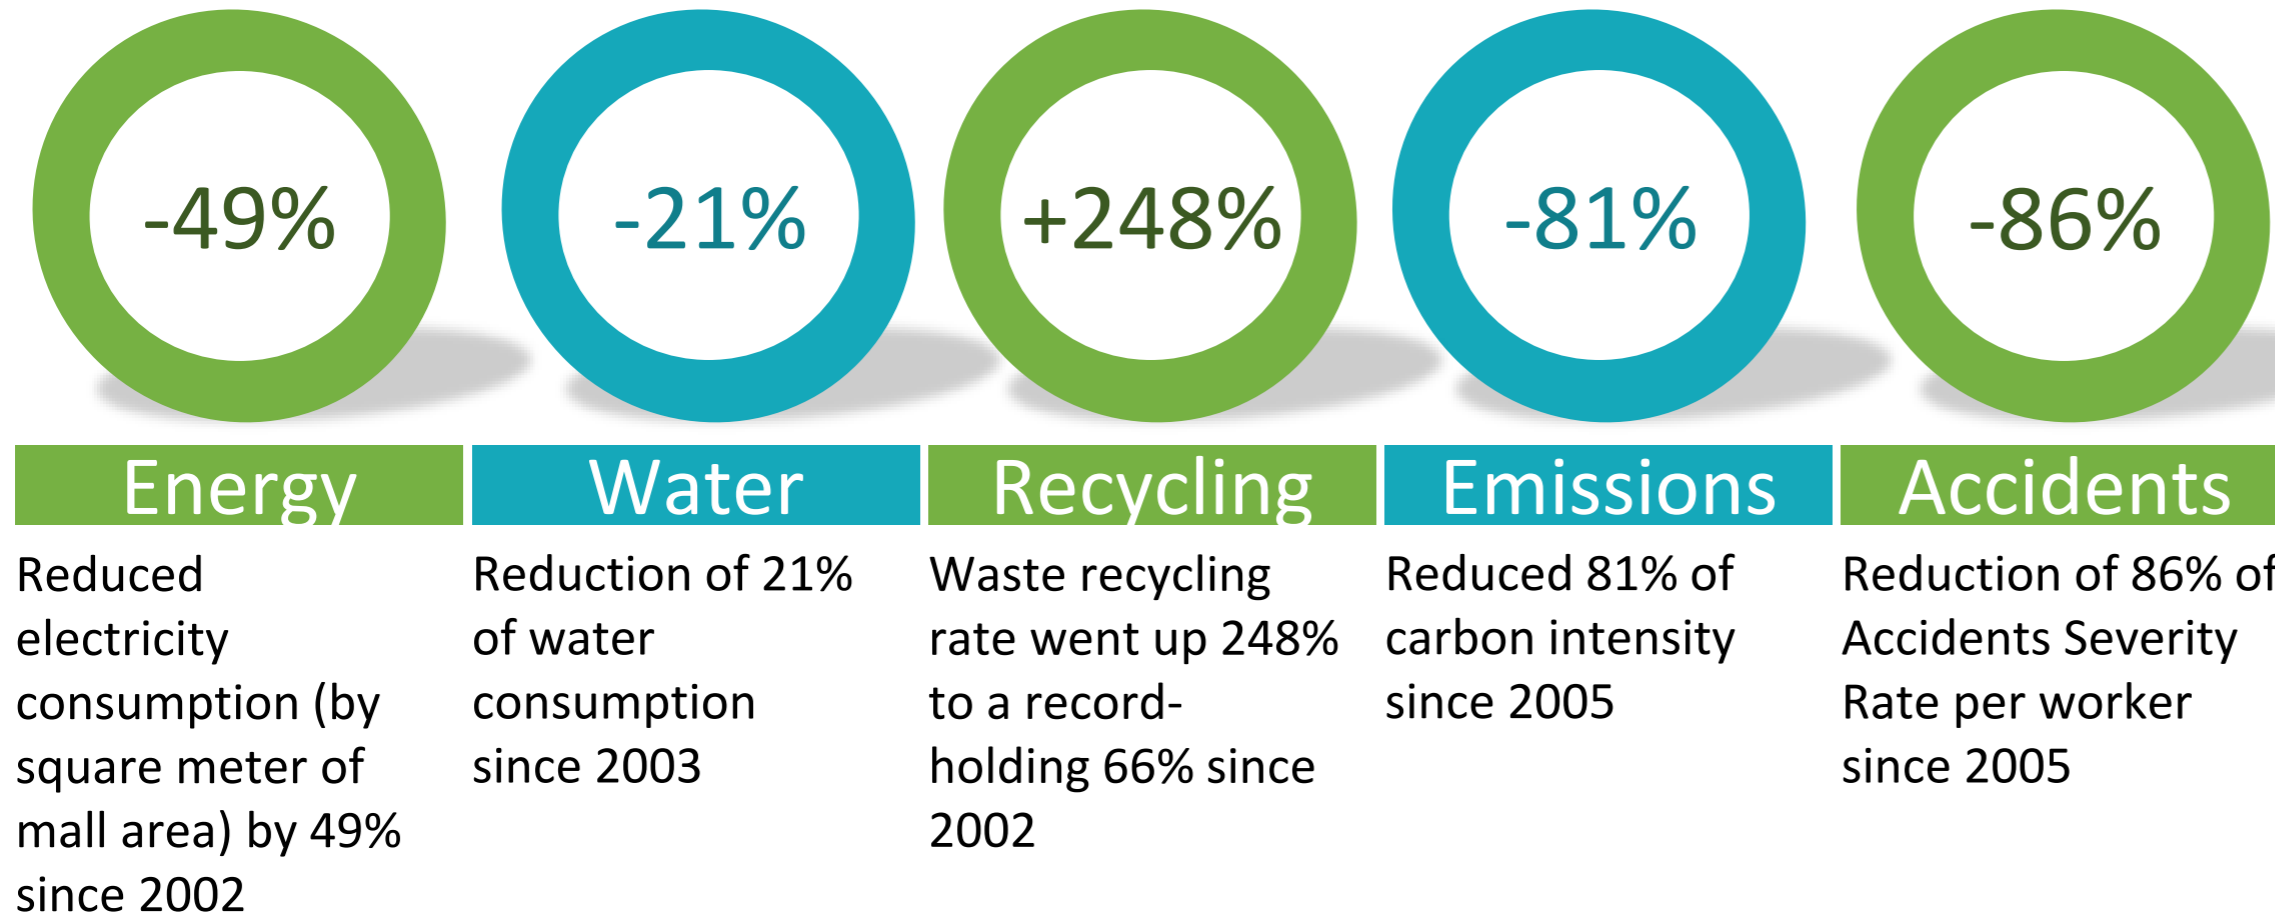 -49%
-21%
+248%
-81%
-86%
Energy
Water
Recycling
Emissions
Accidents
Reduced
electricity
consumption (by
square meter of
mall area) by 49%
since 2002
Reduction of 21%
of water
consumption
since 2003
Waste recycling
rate went up 248%
to a record-
holding 66% since
2002
Reduced 81% of
carbon intensity
since 2005
Reduction of 86% of
Accidents Severity
Rate per worker
since 2005